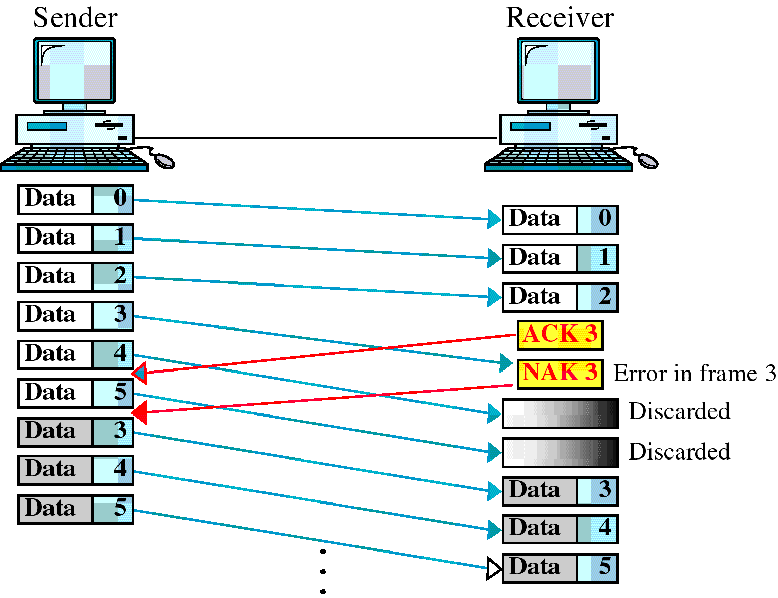 Sender
Receiver
Data 0
Data 1
Data 2
Data 3
Data 4
Data 5
Data 3
Data 4
Data 5
Data 0
Data 1
Data 2
ACK 3
NAK 3 Error in frame 3
Discarded
Discarded
Data 3
Data 4
Data 5